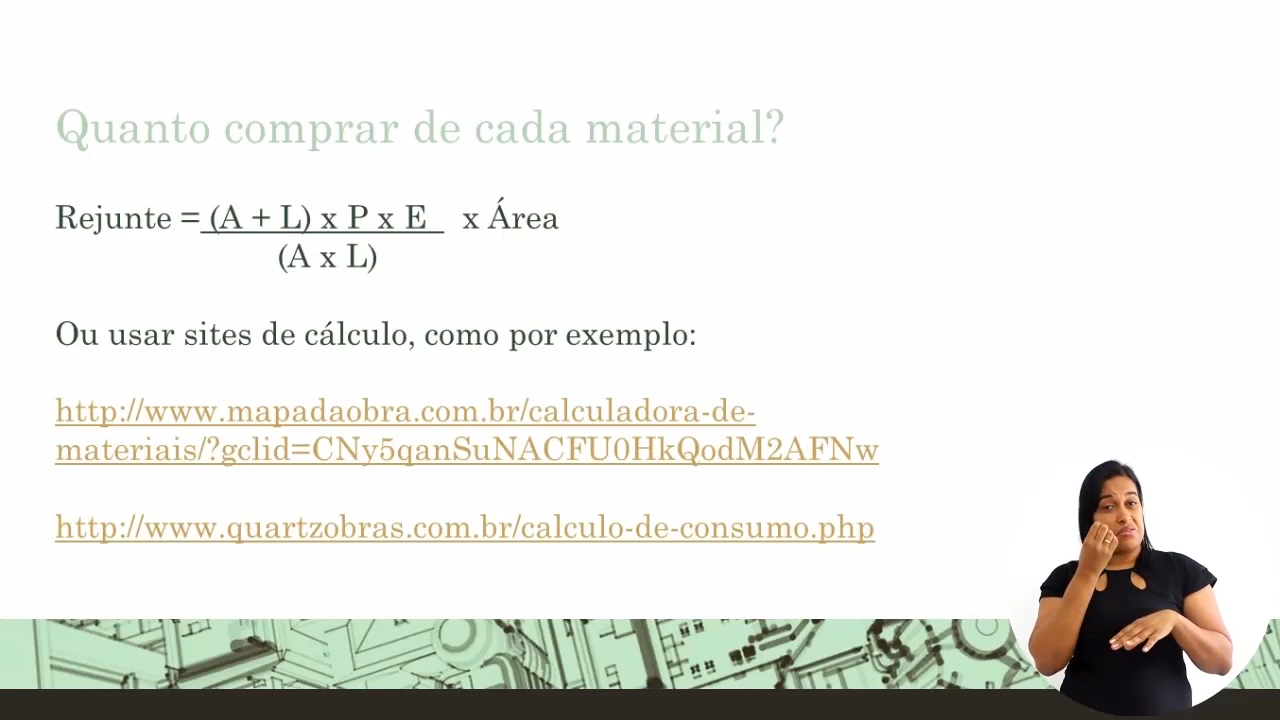 Quanto comprar de cada material?
Rejunte = (A + L) x P x E x Área
(A x L)
Ou usar sites de cálculo, como por exemplo:
http://www.mapadaobra.com.br/calculadora-de-
materiais/?gclid=CNy5qanSuNACFU0HkQodM2AFNw
http://www.quartzobras.com.br/calculo-de-consumo.php